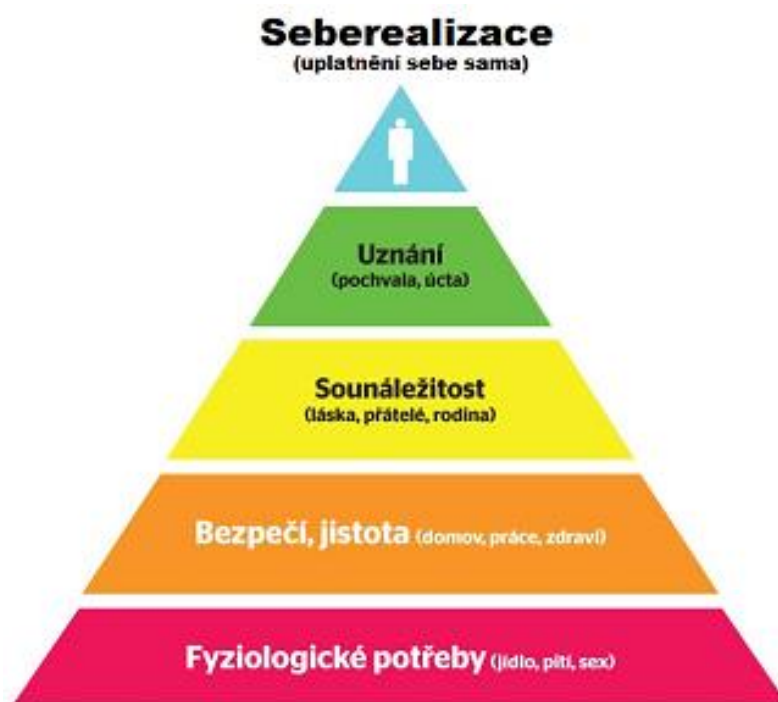 Seberealizace
(uplatnění sebe sama)
Uznání
(pochvala, úcta)
Sounáležitost
(láska, přátelé, rodina)
Bezpečí, jistota (domov, práce, zdraví)
Fyziologické potřeby (jídlo, pití, sex)